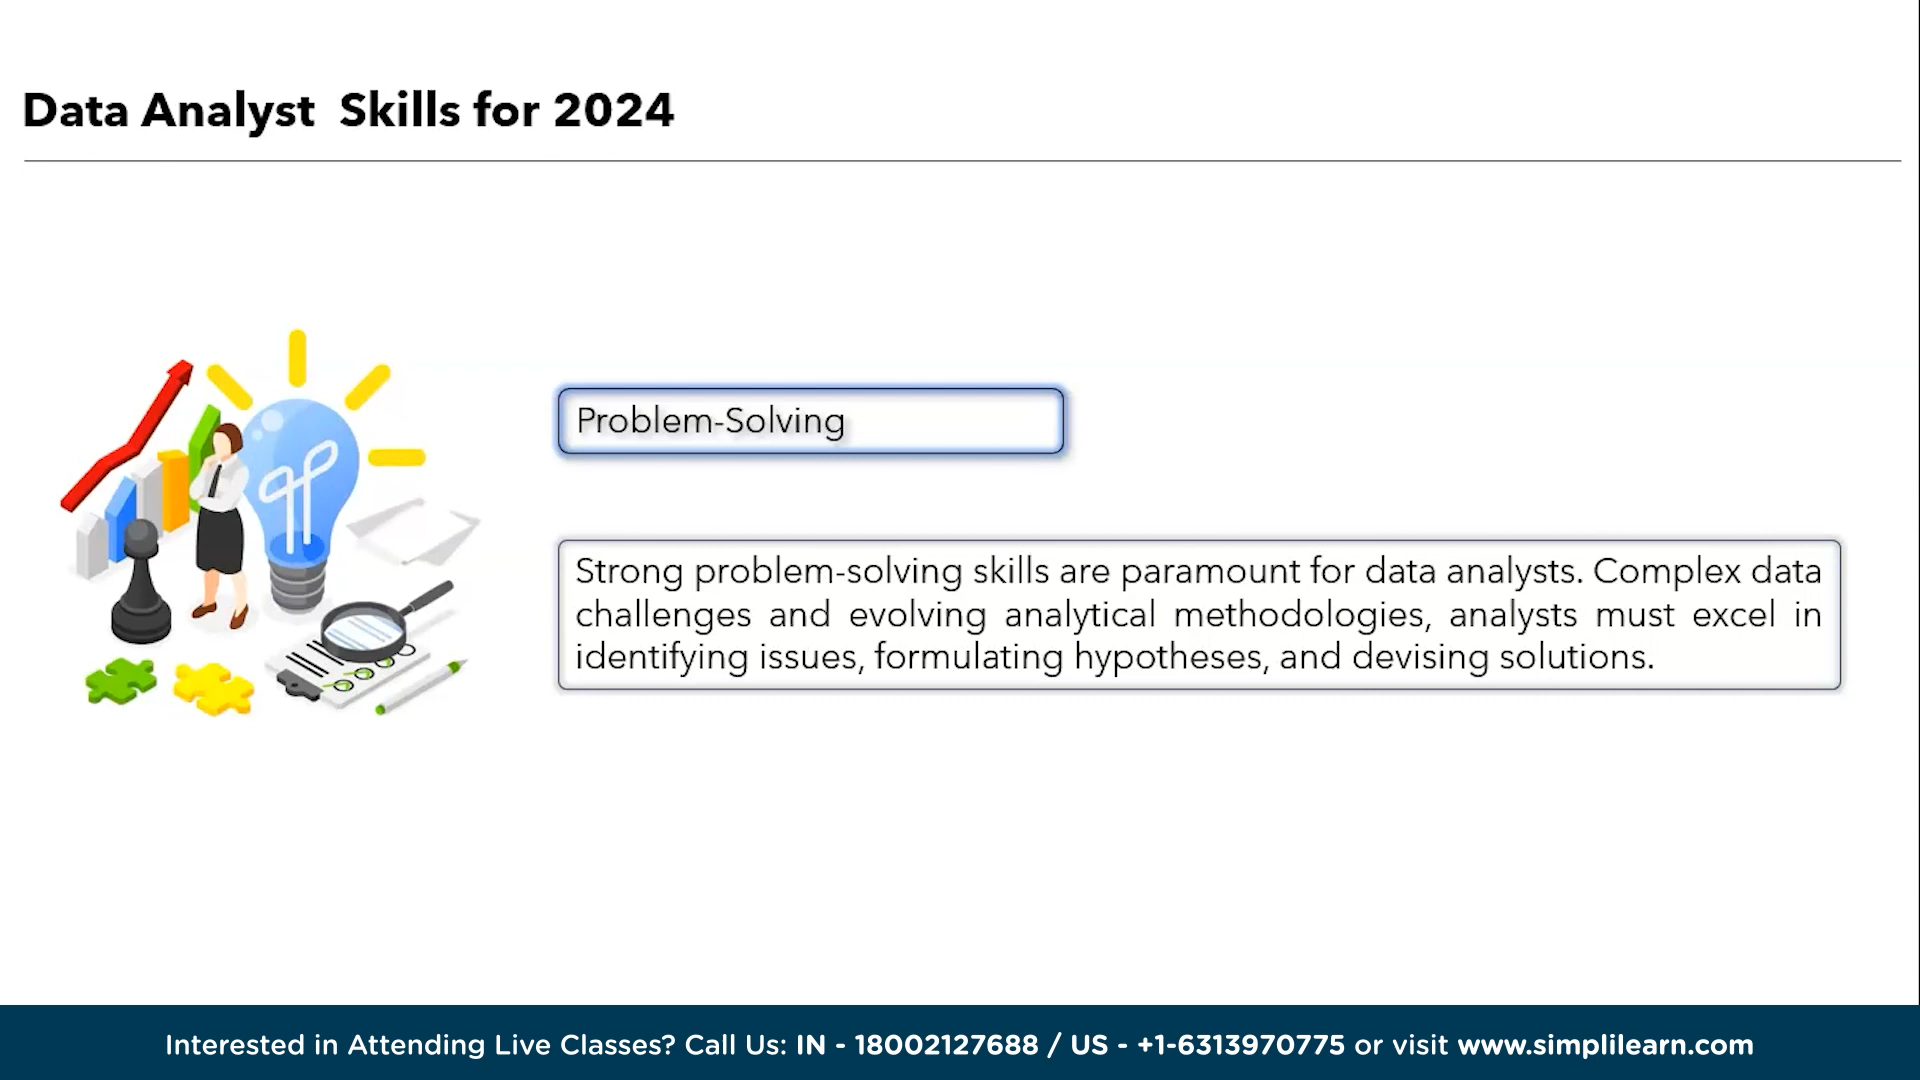 Data Analyst  Skills for 2024
Problem-Solving
Strong problem-solving skills are paramount for data analysts. Complex data
challenges and evolving analytical methodologies, analysts must excel in
identifying issues, formulating hypotheses, and devising solutions.
Interested in Attending Live Classes? Call Us: IN - 18002127688 / US - +1-6313970775 or visit www.simplilearn.com